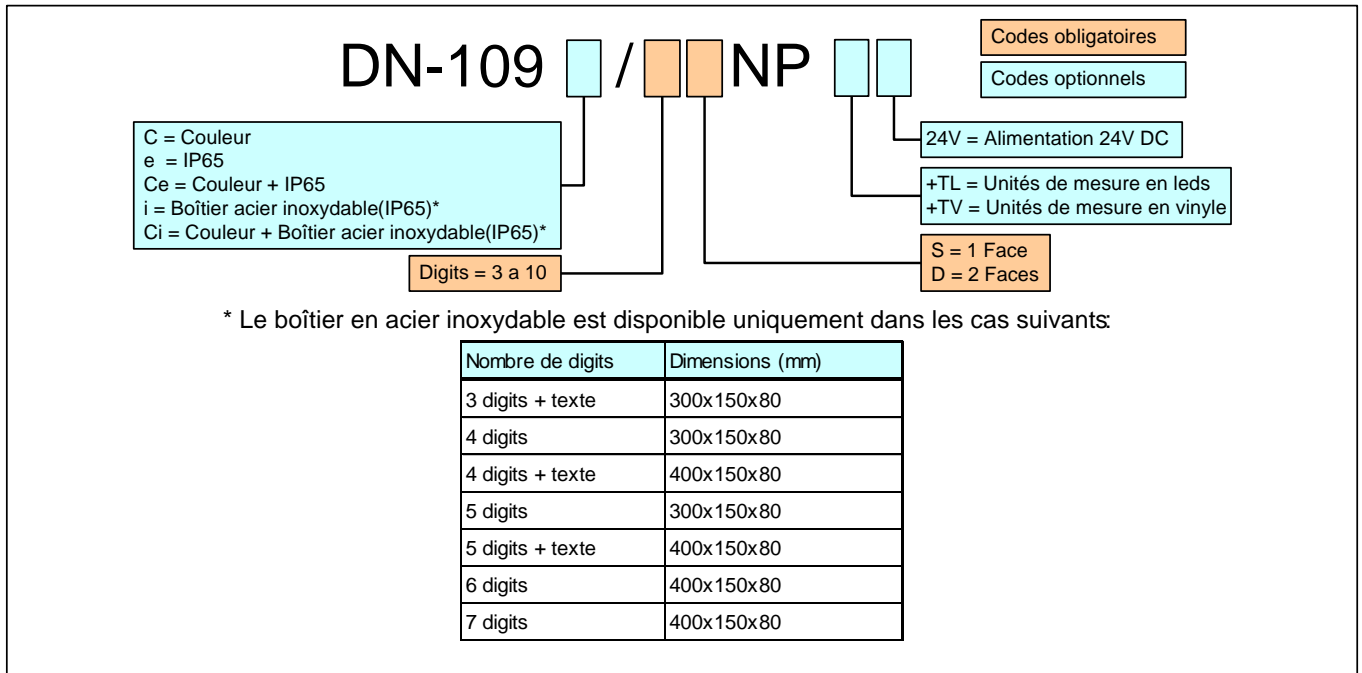 DN-109 / NP
Codes obligatoires
Codes optionnels
C = Couleur
e = IP65
Ce = Couleur + IP65
i = Boîtier acier inoxydable(IP65)*
Ci = Couleur + Boîtier acier inoxydable(IP65)*
24V = Alimentation 24V DC
+TL = Unités de mesure en leds
+TV = Unités de mesure en vinyle
Digits = 3 a 10
S = 1 Face
D = 2 Faces
* Le boîtier en acier inoxydable est disponible uniquement dans les cas suivants:
Nombre de digits Dimensions (mm)
3 digits + texte 300x150x80
4 digits 300x150x80
4 digits + texte 400x150x80
5 digits 300x150x80
5 digits + texte 400x150x80
6 digits 400x150x80
7 digits 400x150x80